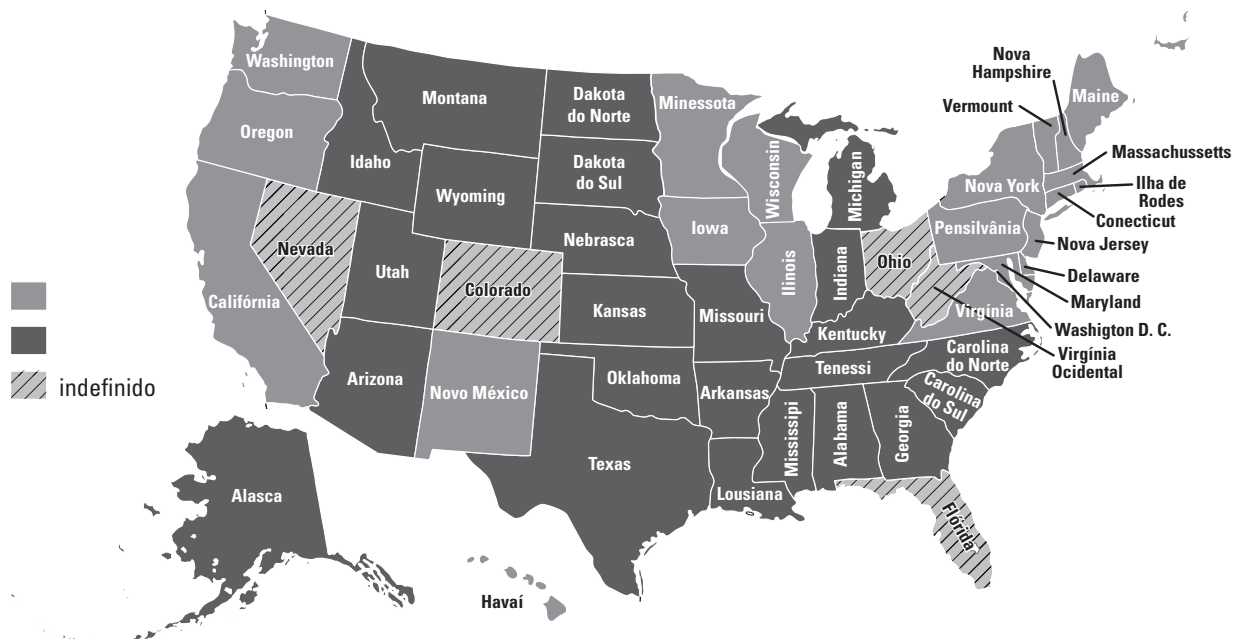 Washington
Oregon
Califórnia
Nevada
Idaho
Montana
Wyoming
Utah
Colorado
Arizona
Novo México
Dakota
do Norte
Dakota
do Sul
Nebrasca
Kansas
Oklahoma
Texas
Minessota
Iowa
Missouri
Arkansas
Lousiana
Wisconsin
Ilinois
Michigan
Indiana
Ohio
Kentucky
Tenessi
Mississipi
Alabama
Georgia
Flórida
Carolina
do Sul
Carolina
do Norte
Virgínia
Pensilvânia
Nova York
Maine
Nova
Hampshire
Vermount
Massachussetts
Ilha de
Rodes
Conecticut
Nova Jersey
Delaware
Maryland
Washigton D. C.
Virgínia
Ocidental
Alasca
Havaí
indefinido